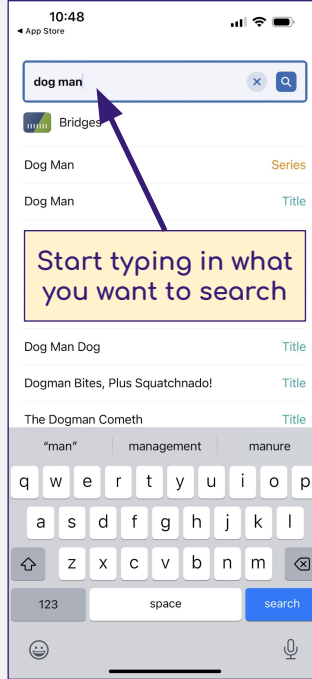 10:48
◀ App Store
dog man
Bridges
Dog Man Series
Dog Man Title
Start typing in what
you want to search
Dog Man Dog Title
Dogman Bites, Plus Squatchnado! Title
The Dogman Cometh Title
“man” management manure
q w e r t y u i o p
a s d f g h j k l
z x c v b n m
123 space search